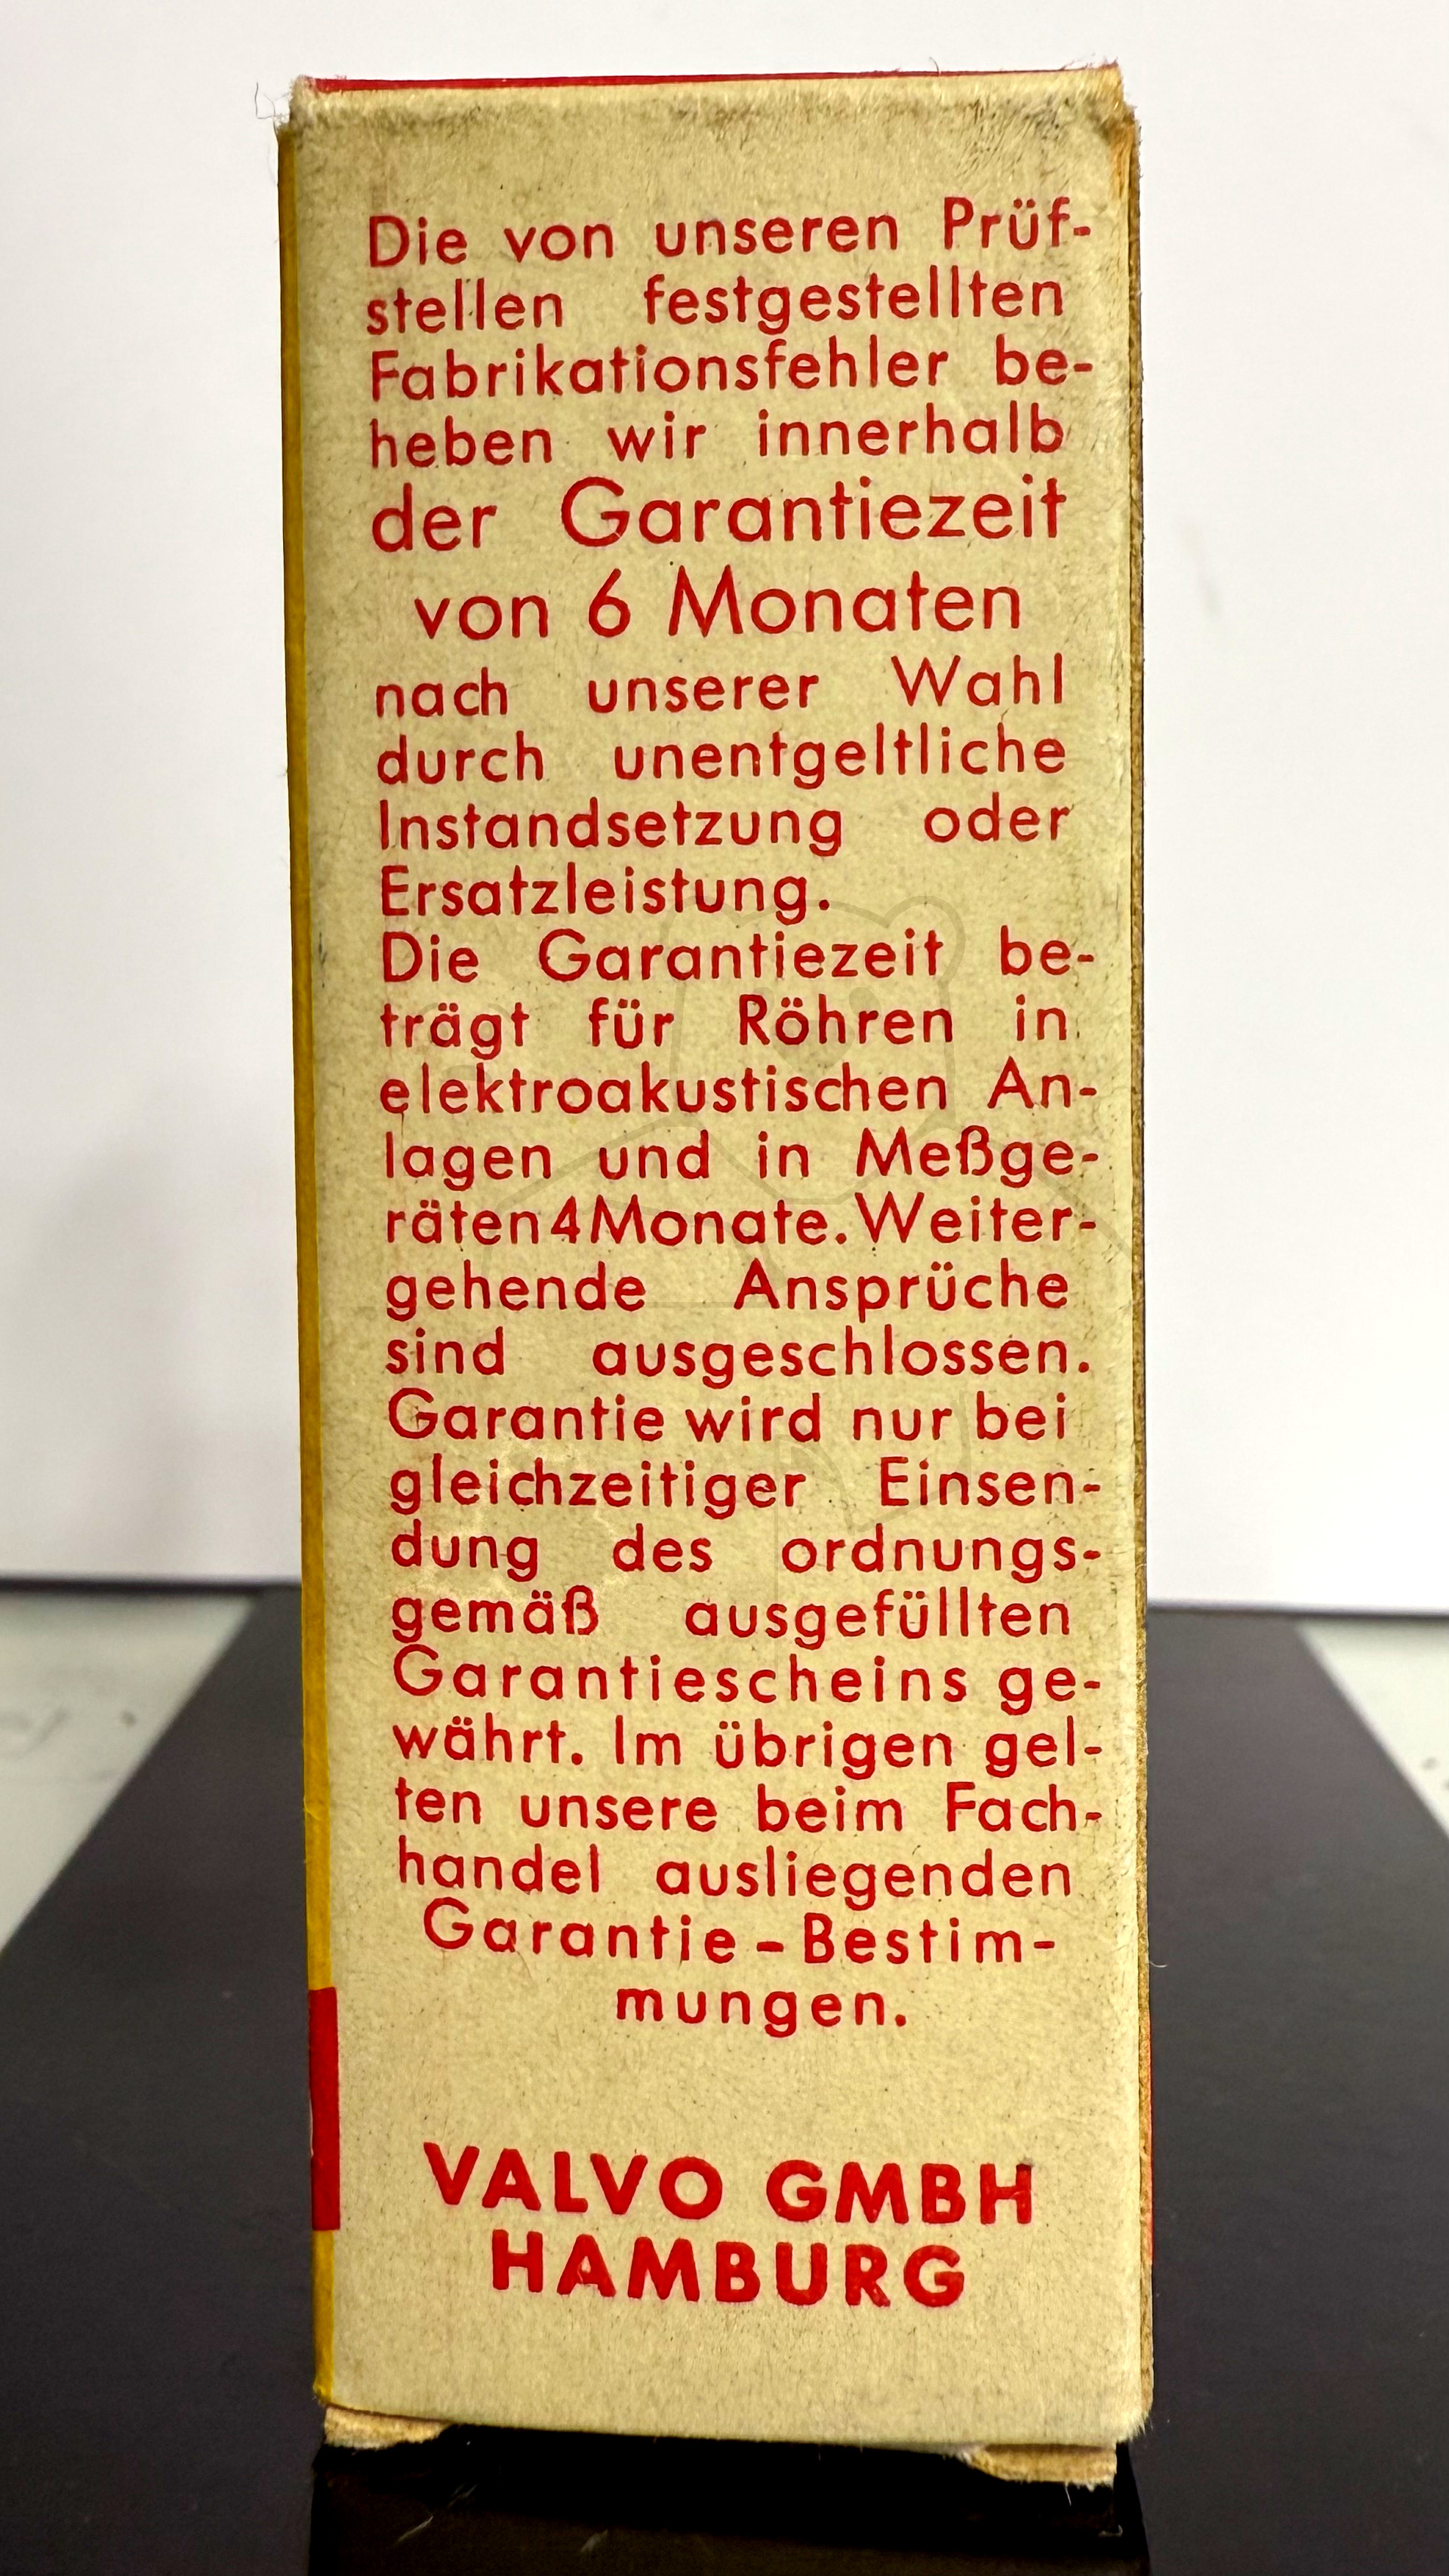 Die von unseren Prüf-
stellen festgestellten
Fabrikationsfehler be-
heben wir innerhalb
der Garantiezeit
von 6 Monaten
nach unserer Wahl
durch unentgeltliche
Instandsetzung oder
Ersatzleistung.
Die Garantiezeit be-
trägt für Röhren in
elektroakustischen An-
lagen und in Meßge-
räten 4 Monate. Weiter-
gehende Ansprüche
sind ausgeschlossen.
Garantie wird nur bei
gleichzeitiger Einsen-
dung des ordnungs-
gemäß ausgefüllten
Garantiescheins ge-
währt. Im übrigen gel-
ten unsere beim Fach-
handel ausliegenden
Garantie-Bestim-
mungen.
VALVO GMBH
HAMBURG